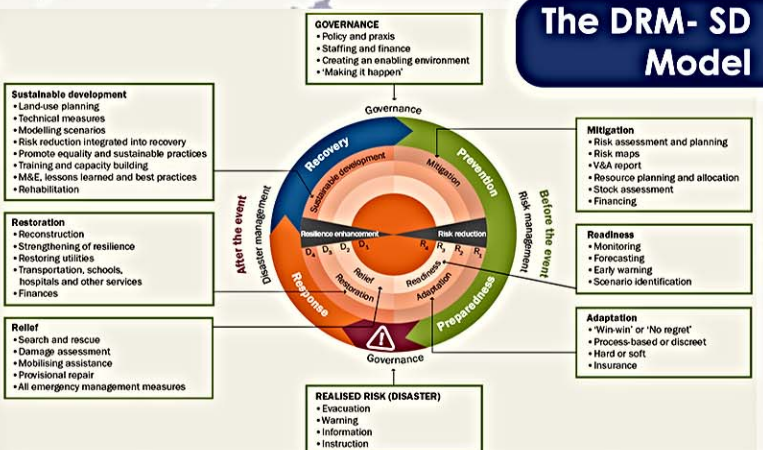 The DRM- SD
Model
GOVERNANCE
• Policy and praxis
• Staffing and finance
• Creating an enabling environment
• ‘Making it happen’
Sustainable development
• Land-use planning
• Technical measures
• Modelling scenarios
• Risk reduction integrated into recovery
• Promote equality and sustainable practices
• Training and capacity building
• M&E, lessons learned and best practices
• Rehabilitation
Restoration
• Reconstruction
• Strengthening of resilience
• Restoring utilities
• Transportation, schools,
hospitals and other services
• Finances
Relief
• Search and rescue
• Damage assessment
• Mobilising assistance
• Provisional repair
• All emergency management measures
After the event
Disaster management
Governance
Recovery
Prevention
Sustainable development
Mitigation
Resilience enhancement
Risk reduction
D4 D3 D2 D1
R4 R3 R2 R1
Relief
Restoration
Readiness
Adaptation
Response
Preparedness
Governance
Risk management
Before the event
Mitigation
• Risk assessment and planning
• Risk maps
• V&A report
• Resource planning and allocation
• Stock assessment
• Financing
Readiness
• Monitoring
• Forecasting
• Early warning
• Scenario identification
Adaptation
• ‘Win-win’ or ‘No regret’
• Process-based or discreet
• Hard or soft
• Insurance
REALISED RISK (DISASTER)
• Evacuation
• Warning
• Information
• Instruction